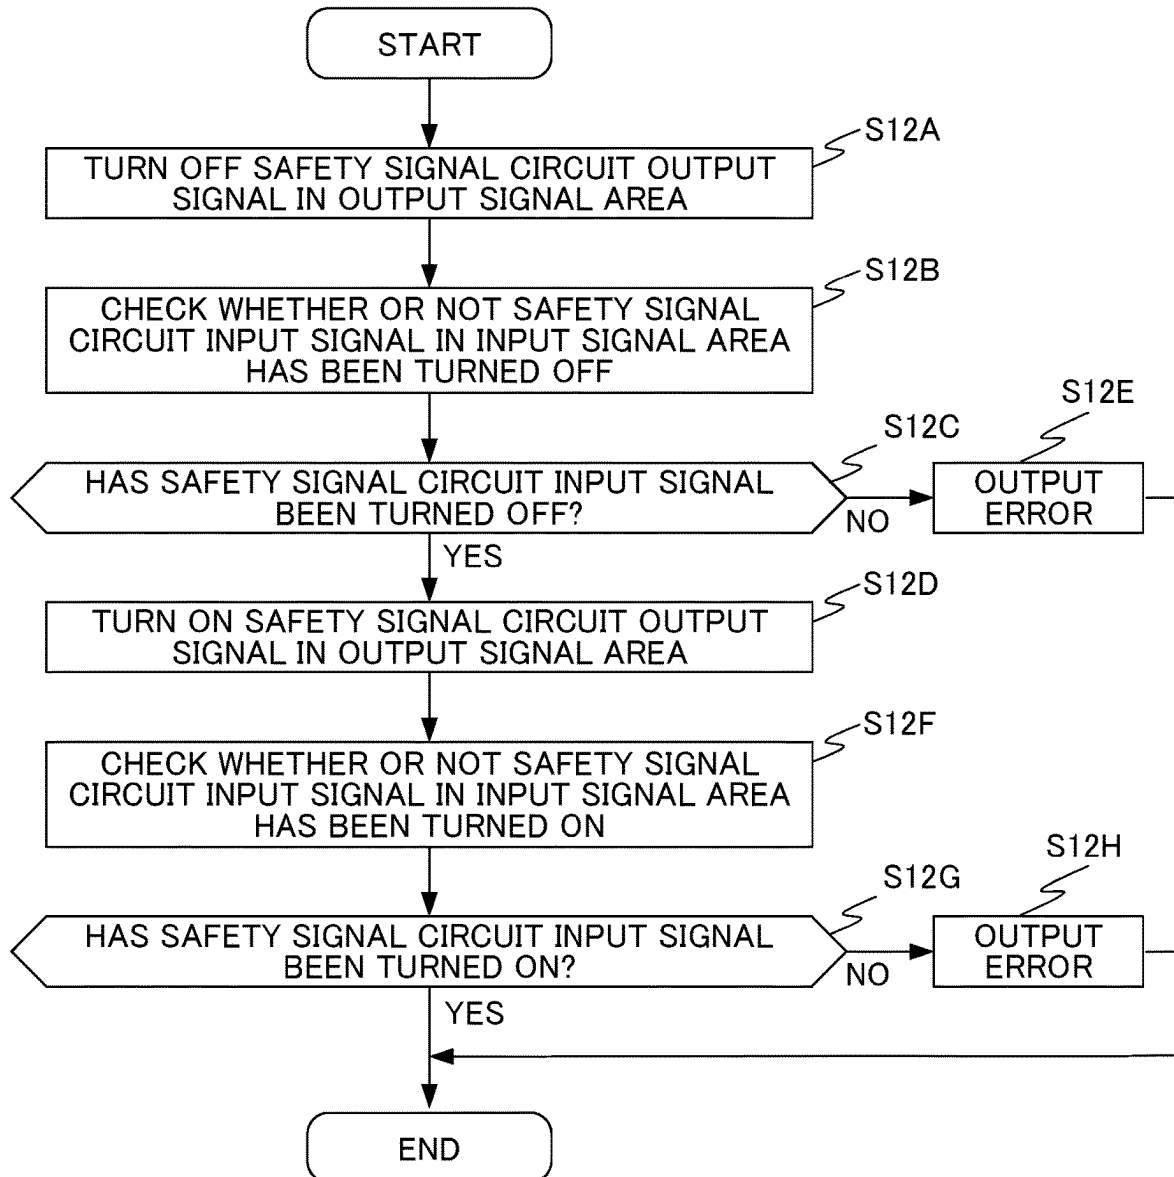 START
S12A
TURN OFF SAFETY SIGNAL CIRCUIT OUTPUT
SIGNAL IN OUTPUT SIGNAL AREA
S12B
CHECK WHETHER OR NOT SAFETY SIGNAL
CIRCUIT INPUT SIGNAL IN INPUT SIGNAL AREA
HAS BEEN TURNED OFF
S12C
HAS SAFETY SIGNAL CIRCUIT INPUT SIGNAL
BEEN TURNED OFF?
NO
S12E
OUTPUT
ERROR
YES
S12D
TURN ON SAFETY SIGNAL CIRCUIT OUTPUT
SIGNAL IN OUTPUT SIGNAL AREA
S12F
CHECK WHETHER OR NOT SAFETY SIGNAL
CIRCUIT INPUT SIGNAL IN INPUT SIGNAL AREA
HAS BEEN TURNED ON
S12G
HAS SAFETY SIGNAL CIRCUIT INPUT SIGNAL
BEEN TURNED ON?
NO
S12H
OUTPUT
ERROR
YES
END